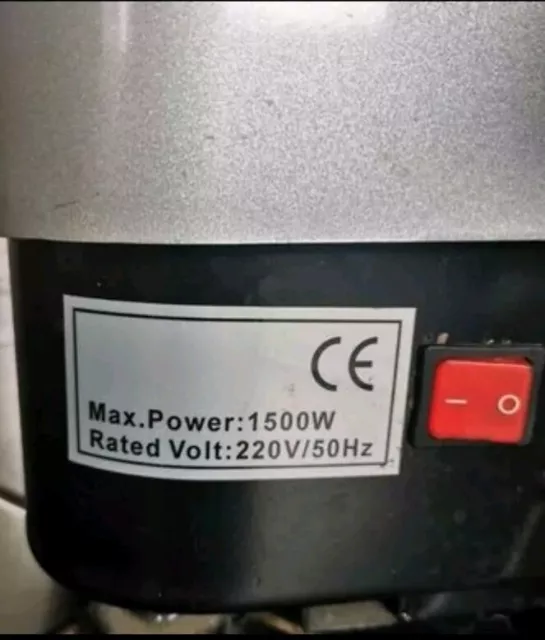 CE
Max.Power:1500W
Rated Volt:220V/50Hz
– O